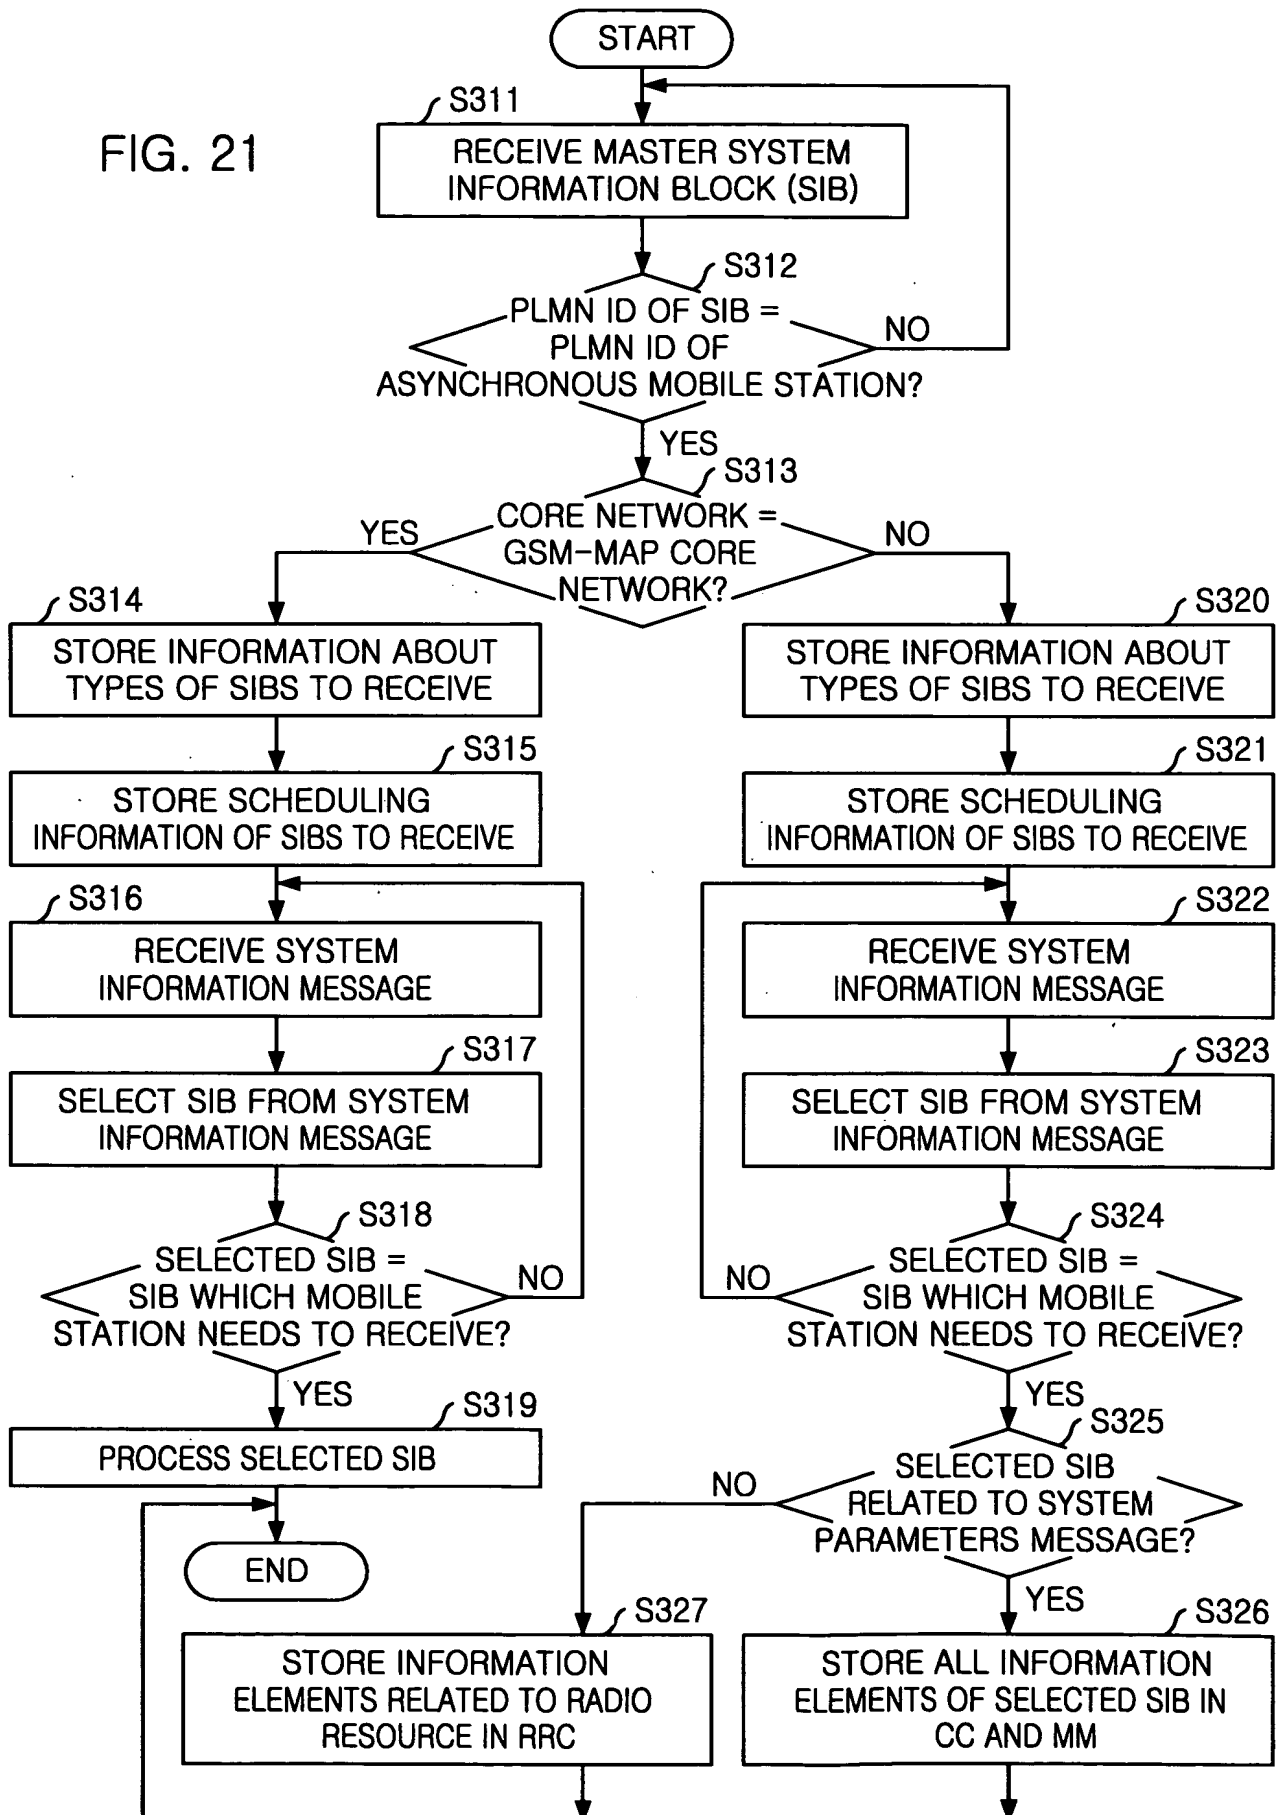 START
S311
FIG. 21
RECEIVE MASTER SYSTEM
INFORMATION BLOCK (SIB)
S312
PLMN ID OF SIB =
PLMN ID OF
ASYNCHRONOUS MOBILE STATION?
NO
YES
S313
CORE NETWORK =
GSM-MAP CORE
NETWORK?
YES
NO
S314
STORE INFORMATION ABOUT
TYPES OF SIBS TO RECEIVE
S315
STORE SCHEDULING
INFORMATION OF SIBS TO RECEIVE
S316
RECEIVE SYSTEM
INFORMATION MESSAGE
S317
SELECT SIB FROM SYSTEM
INFORMATION MESSAGE
S318
SELECTED SIB =
SIB WHICH MOBILE
STATION NEEDS TO RECEIVE?
NO
YES
S319
PROCESS SELECTED SIB
END
S320
STORE INFORMATION ABOUT
TYPES OF SIBS TO RECEIVE
S321
STORE SCHEDULING
INFORMATION OF SIBS TO RECEIVE
S322
RECEIVE SYSTEM
INFORMATION MESSAGE
S323
SELECT SIB FROM SYSTEM
INFORMATION MESSAGE
S324
SELECTED SIB =
SIB WHICH MOBILE
STATION NEEDS TO RECEIVE?
NO
YES
S325
SELECTED SIB
RELATED TO SYSTEM
PARAMETERS MESSAGE?
NO
YES
S327
STORE INFORMATION
ELEMENTS RELATED TO RADIO
RESOURCE IN RRC
S326
STORE ALL INFORMATION
ELEMENTS OF SELECTED SIB IN
CC AND MM